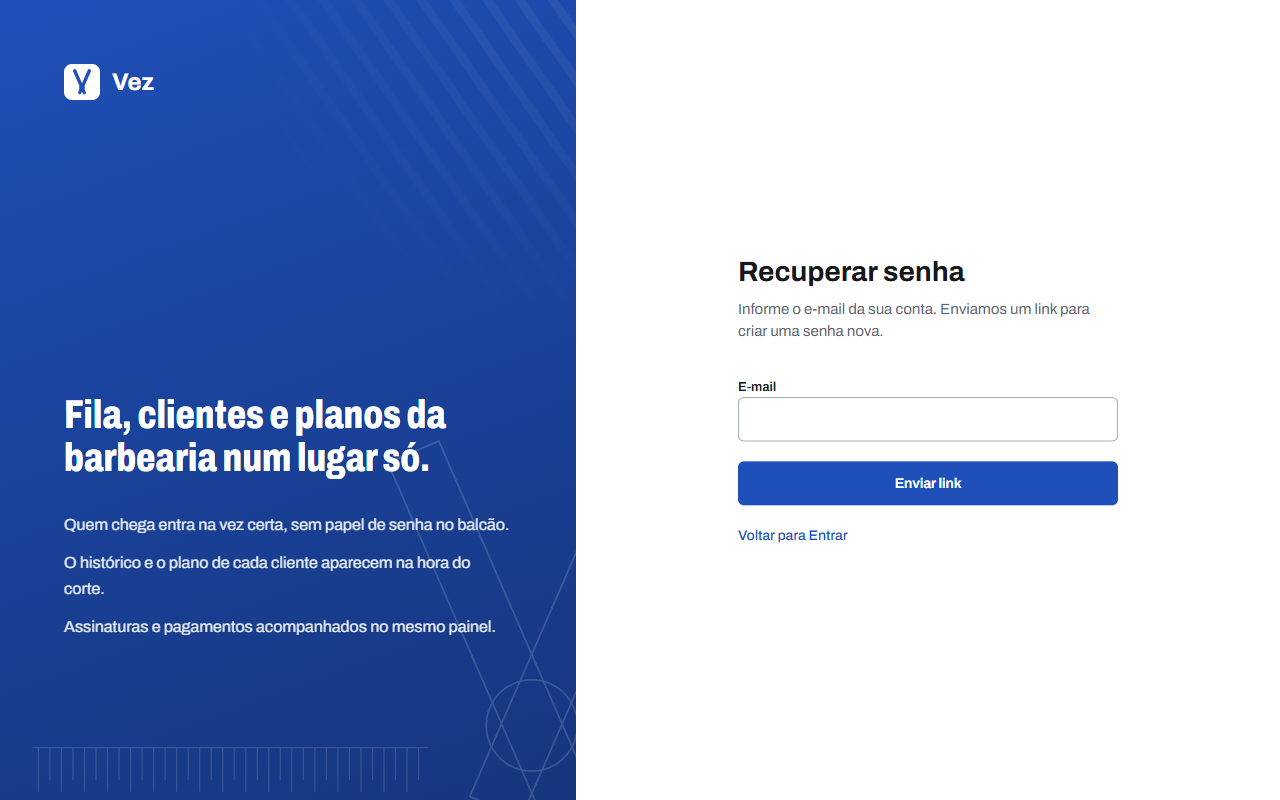 Vez
Fila, clientes e planos da
barbearia num lugar só.
Quem chega entra na vez certa, sem papel de senha no balcão.
O histórico e o plano de cada cliente aparecem na hora do
corte.
Assinaturas e pagamentos acompanhados no mesmo painel.
Recuperar senha
Informe o e-mail da sua conta. Enviamos um link para
criar uma senha nova.
E-mail
Enviar link
Voltar para Entrar